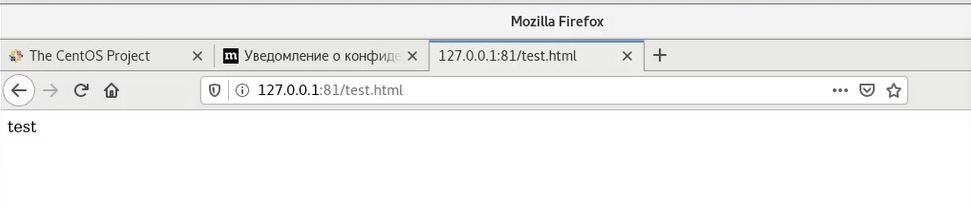 Mozilla Firefox
The CentOS Project
m Уведомление о конфиде
127.0.0.1:81/test.html
127.0.0.1:81/test.html
test